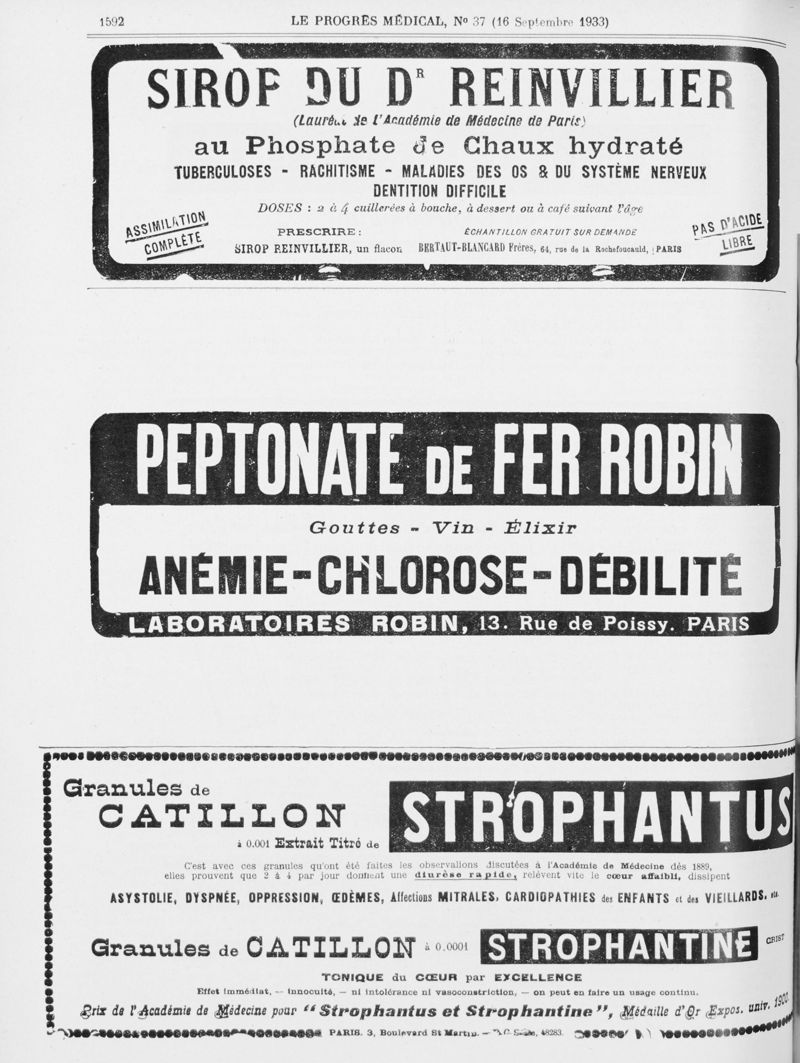 1592
LE PROGRÈS MÉDICAL, No 37 (16 Septembre 1933)
SIROP DU Dr REINVILLIER
(Lauréat de l'Académie de Médecine de Paris)
au Phosphate de Chaux hydraté
TUBERCULOSES - RACHITISME - MALADIES DES OS & DU SYSTÈME NERVEUX
DENTITION DIFFICILE
DOSES : 2 à 4 cuillerées à bouche, à dessert ou à café suivant l'âge
ASSIMILATION
COMPLÈTE
PRESCRIRE :
SIROP REINVILLIER, un flacon
ÉCHANTILLON GRATUIT SUR DEMANDE
BERTAUT-BLANCARD Frères, 64, rue de la Rochefoucauld, PARIS
PAS D'ACIDE
LIBRE
PEPTONATE DE FER ROBIN
Gouttes - Vin - Élixir
ANÉMIE-CHLOROSE-DÉBILITÉ
LABORATOIRES ROBIN, 13. Rue de Poissy. PARIS
Granules de
CATILLON
à 0.001 Extrait Titré de
STROPHANTUS
C'est avec ces granules qu'ont été faites les observations discutées à l'Académie de Médecine dès 1889,
elles prouvent que 2 à 4 par jour donnent une diurèse rapide, relèvent vite le cœur affaibli, dissipent
ASYSTOLIE, DYSPNÉE, OPPRESSION, ŒDÈMES, Affections MITRALES, CARDIOPATHIES des ENFANTS et des VIEILLARDS, etc.
Granules de CATILLON à 0.0001 STROPHANTINE CRIST
TONIQUE du CŒUR par EXCELLENCE
Effet immédiat, — innocuité, — ni intolérance ni vasoconstriction, — on peut en faire un usage continu.
Prix de l'Académie de Médecine pour "Strophantus et Strophantine", Médaille d'Or Expos. univ. 1900.
PARIS, 3, Boulevard St Martin. — 48283.